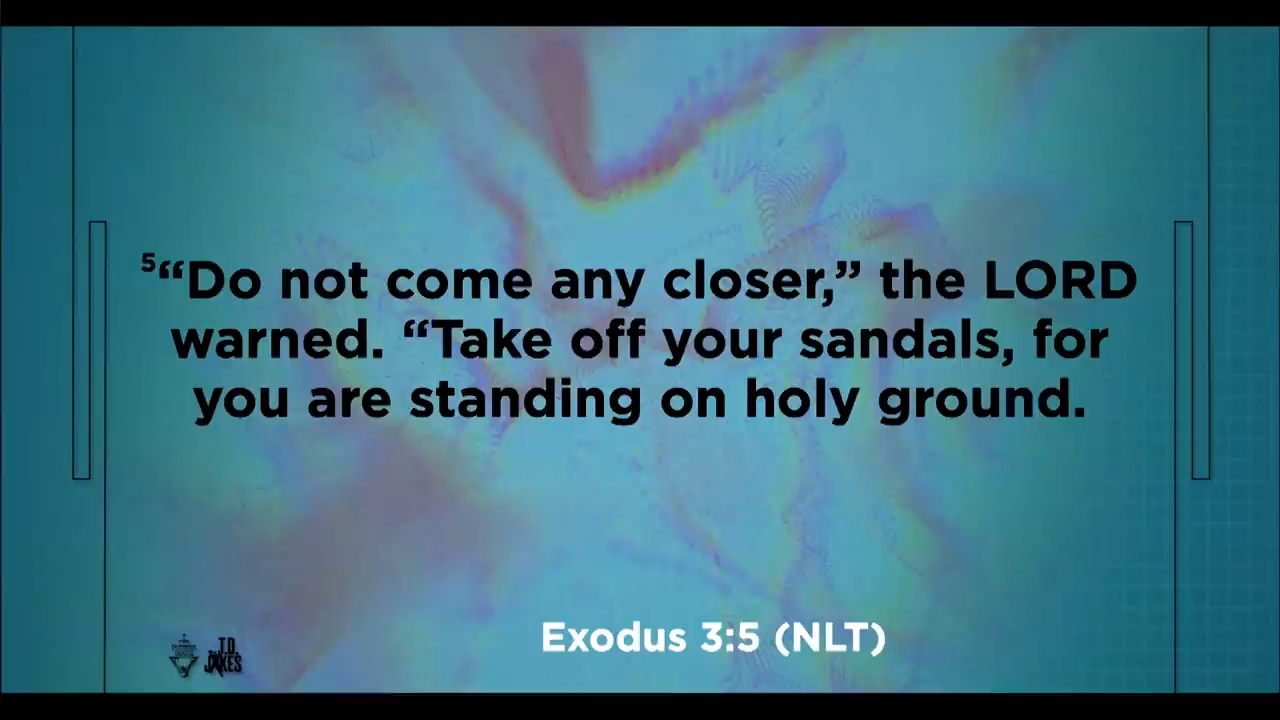 ⁵“Do not come any closer,” the LORD
warned. “Take off your sandals, for
you are standing on holy ground.
Exodus 3:5 (NLT)
T.D.
JAKES